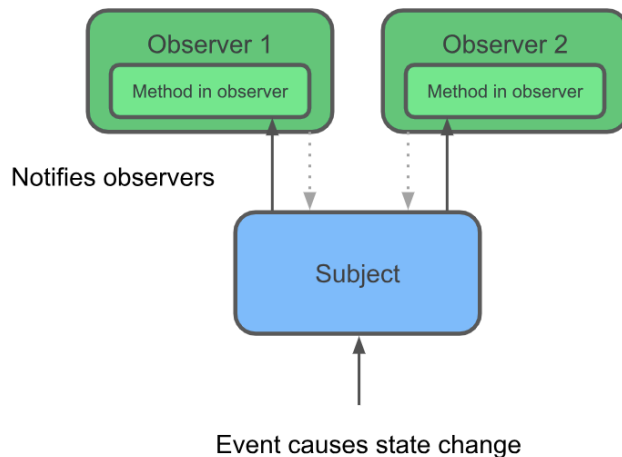 Observer 1
Observer 2
Method in observer
Method in observer
Notifies observers
Subject
Event causes state change